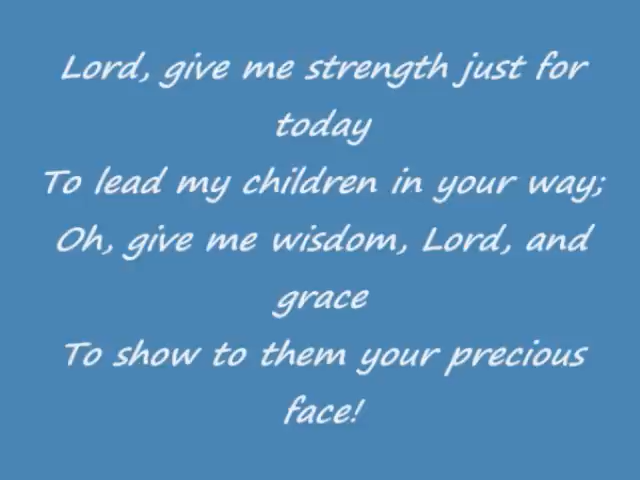 Lord, give me strength just for
today
To lead my children in your way;
Oh, give me wisdom, Lord, and
grace
To show to them your precious
face!